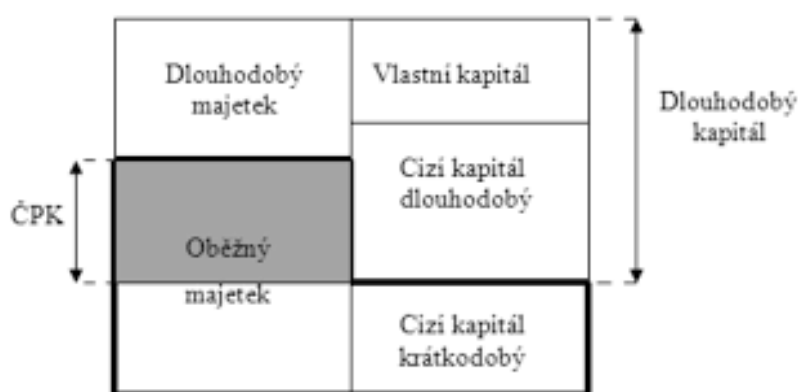 Dlouhodobý
majetek
Vlastní kapitál
Dlouhodobý
kapitál
Cizí kapitál
dlouhodobý
ČPK
Oběžný
majetek
Cizí kapitál
krátkodobý